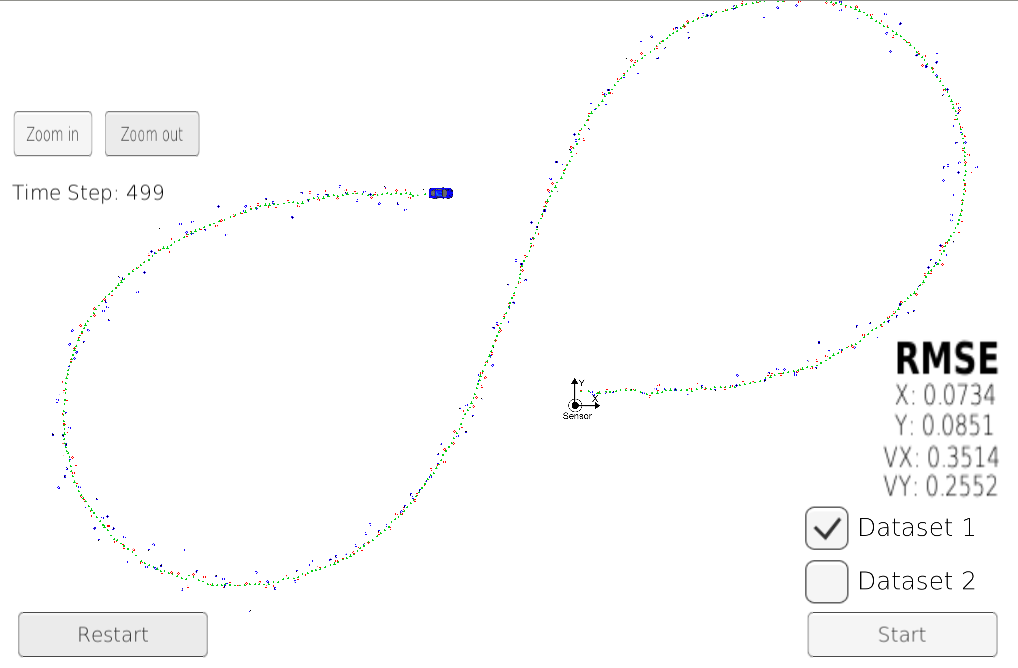 Zoom in
Zoom out
Time Step: 499
Y
X
Sensor
RMSE
X: 0.0734
Y: 0.0851
VX: 0.3514
VY: 0.2552
Dataset 1
Dataset 2
Restart
Start